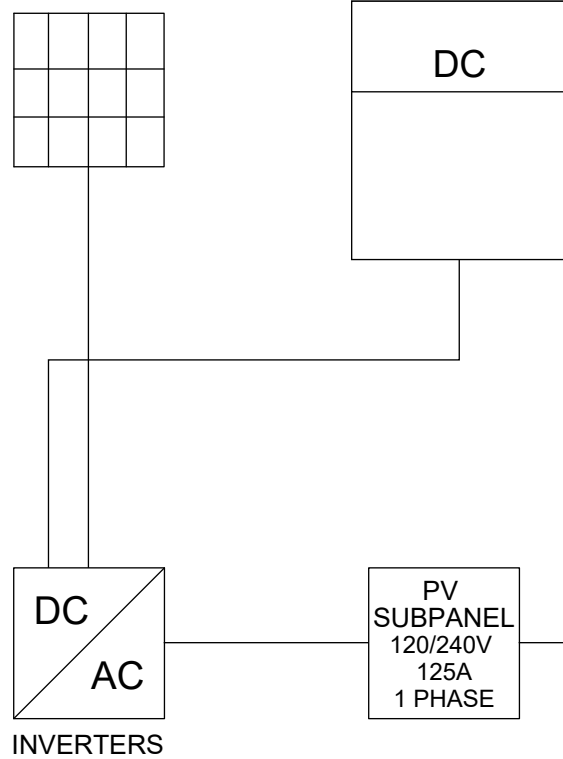 DC
DC
AC
INVERTERS
PV
SUBPANEL
120/240V
125A
1 PHASE